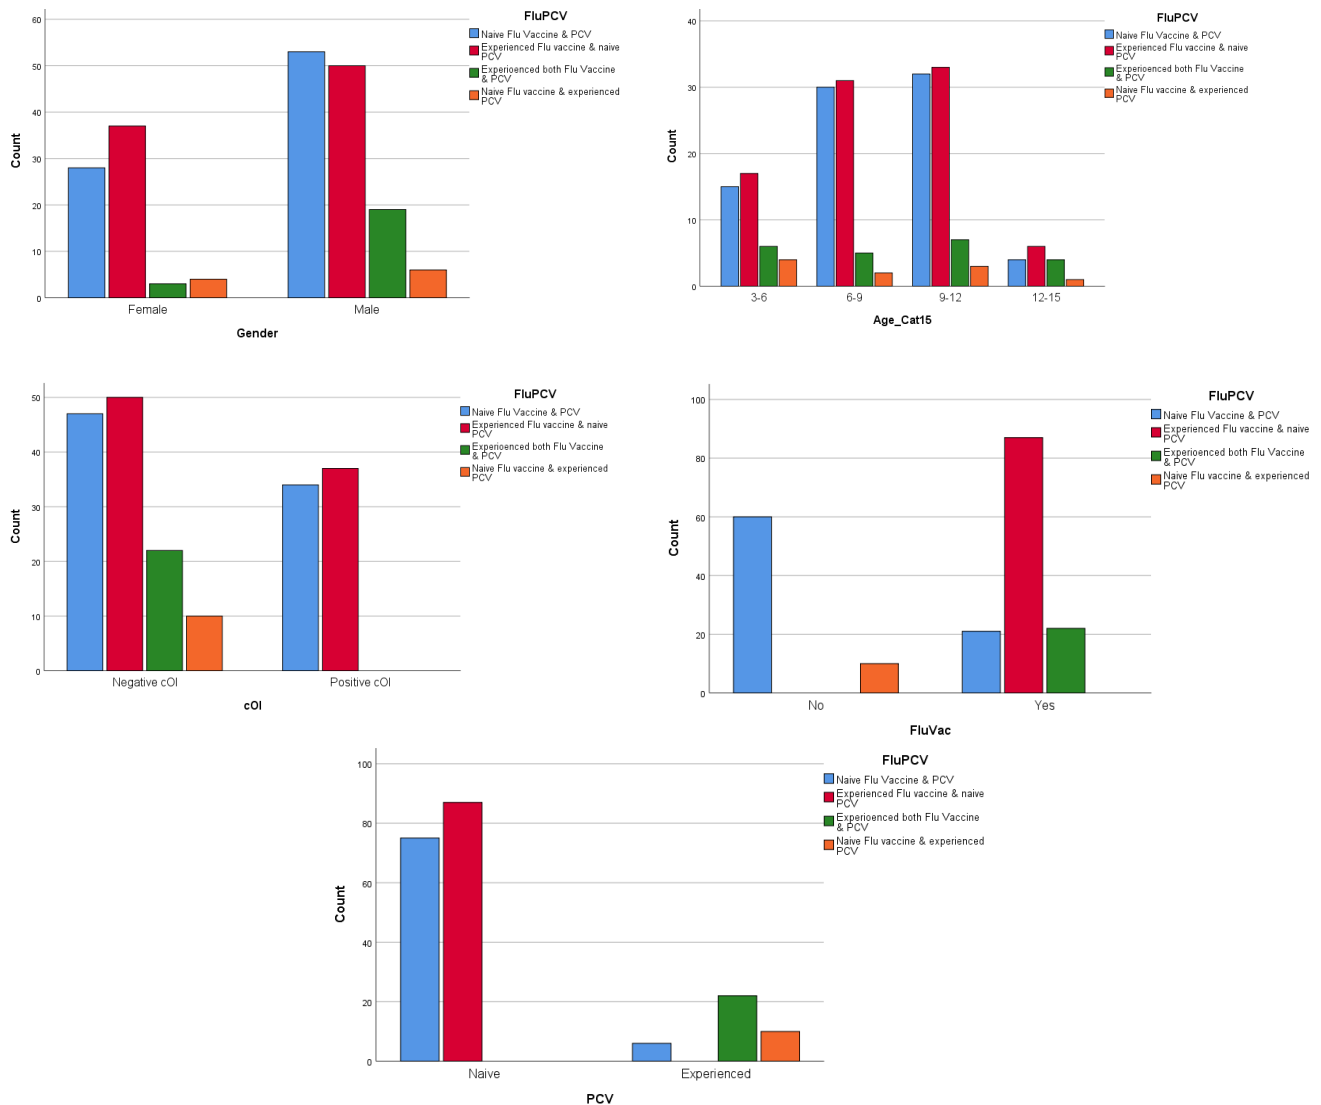 FluPCV
Naive Flu Vaccine & PCV
Experienced Flu vaccine & naive
PCV
Experioenced both Flu Vaccine
& PCV
Naive Flu vaccine & experienced
PCV
60
50
40
30
20
10
0
Count
Female
Male
Gender
FluPCV
Naive Flu Vaccine & PCV
Experienced Flu vaccine & naive
PCV
Experioenced both Flu Vaccine
& PCV
Naive Flu vaccine & experienced
PCV
40
30
20
10
0
Count
3-6
6-9
9-12
12-15
Age_Cat15
FluPCV
Naive Flu Vaccine & PCV
Experienced Flu vaccine & naive
PCV
Experioenced both Flu Vaccine
& PCV
Naive Flu vaccine & experienced
PCV
50
40
30
20
10
0
Count
Negative cOI
Positive cOI
cOI
FluPCV
Naive Flu Vaccine & PCV
Experienced Flu vaccine & naive
PCV
Experioenced both Flu Vaccine
& PCV
Naive Flu vaccine & experienced
PCV
100
80
60
40
20
0
Count
No
Yes
FluVac
FluPCV
Naive Flu Vaccine & PCV
Experienced Flu vaccine & naive
PCV
Experioenced both Flu Vaccine
& PCV
Naive Flu vaccine & experienced
PCV
100
80
60
40
20
0
Count
Naive
Experienced
PCV